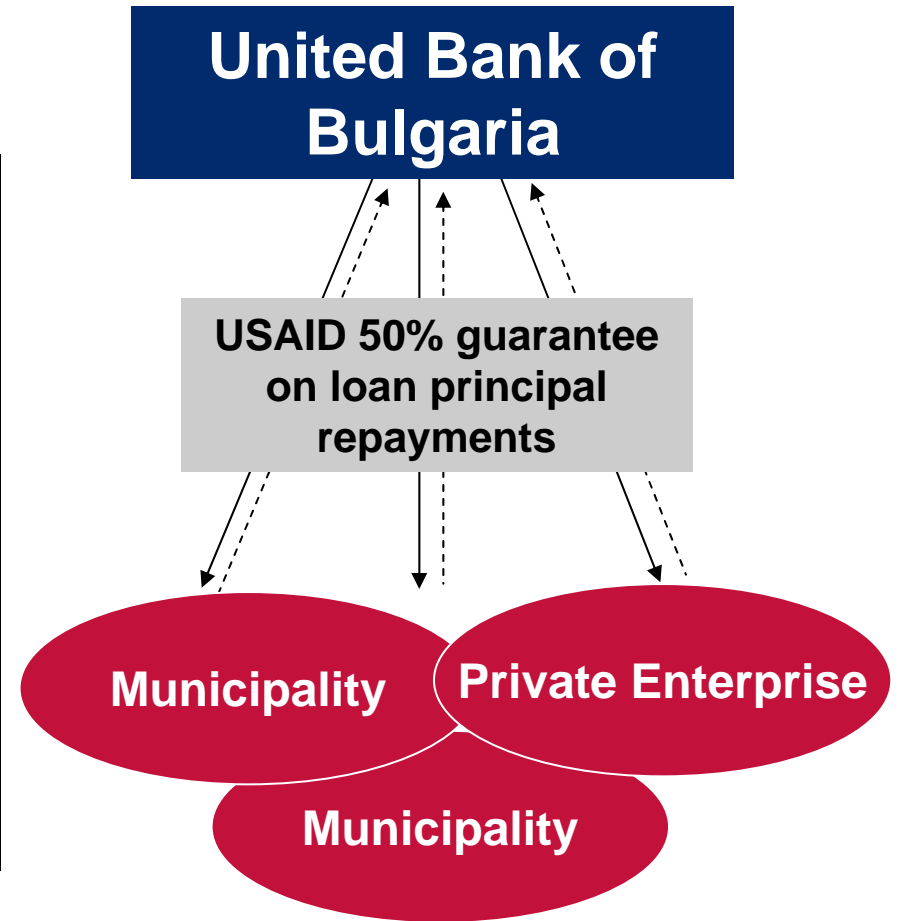 United Bank of
Bulgaria
USAID 50% guarantee
on loan principal
repayments
Municipality
Private Enterprise
Municipality